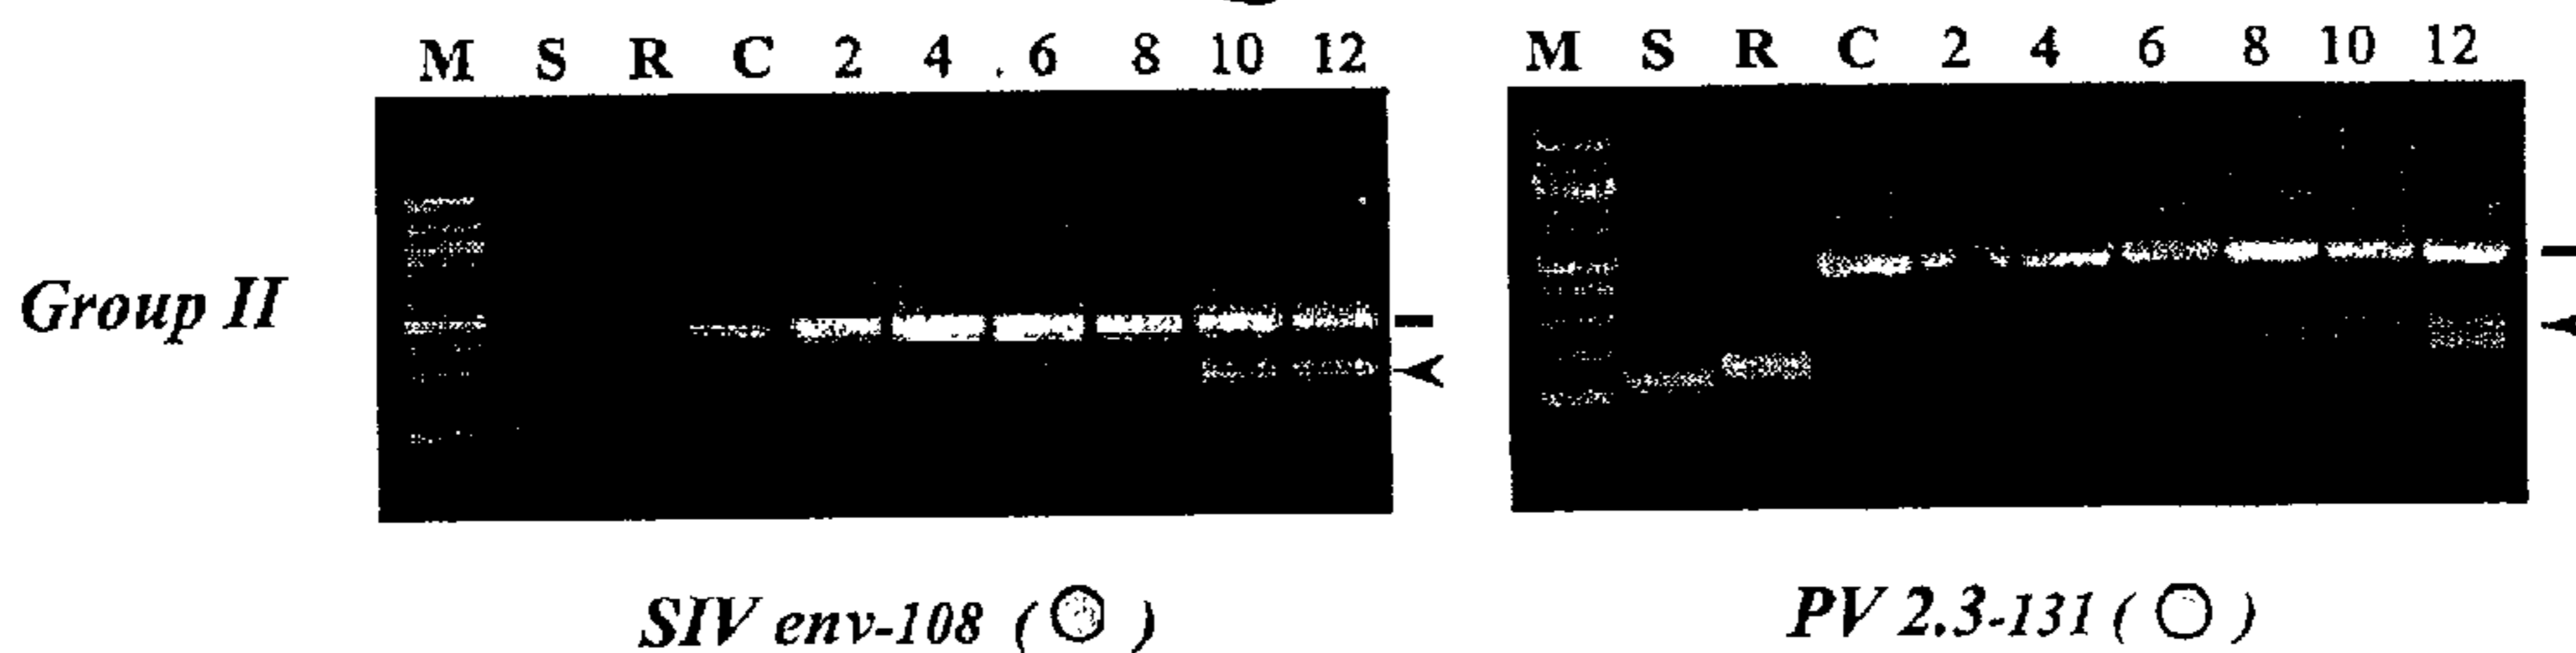 M S R C 2 4 6 8 10 12
M S R C 2 4 6 8 10 12
Group II
SIV env-108 ( )
PV 2.3-131 ( )